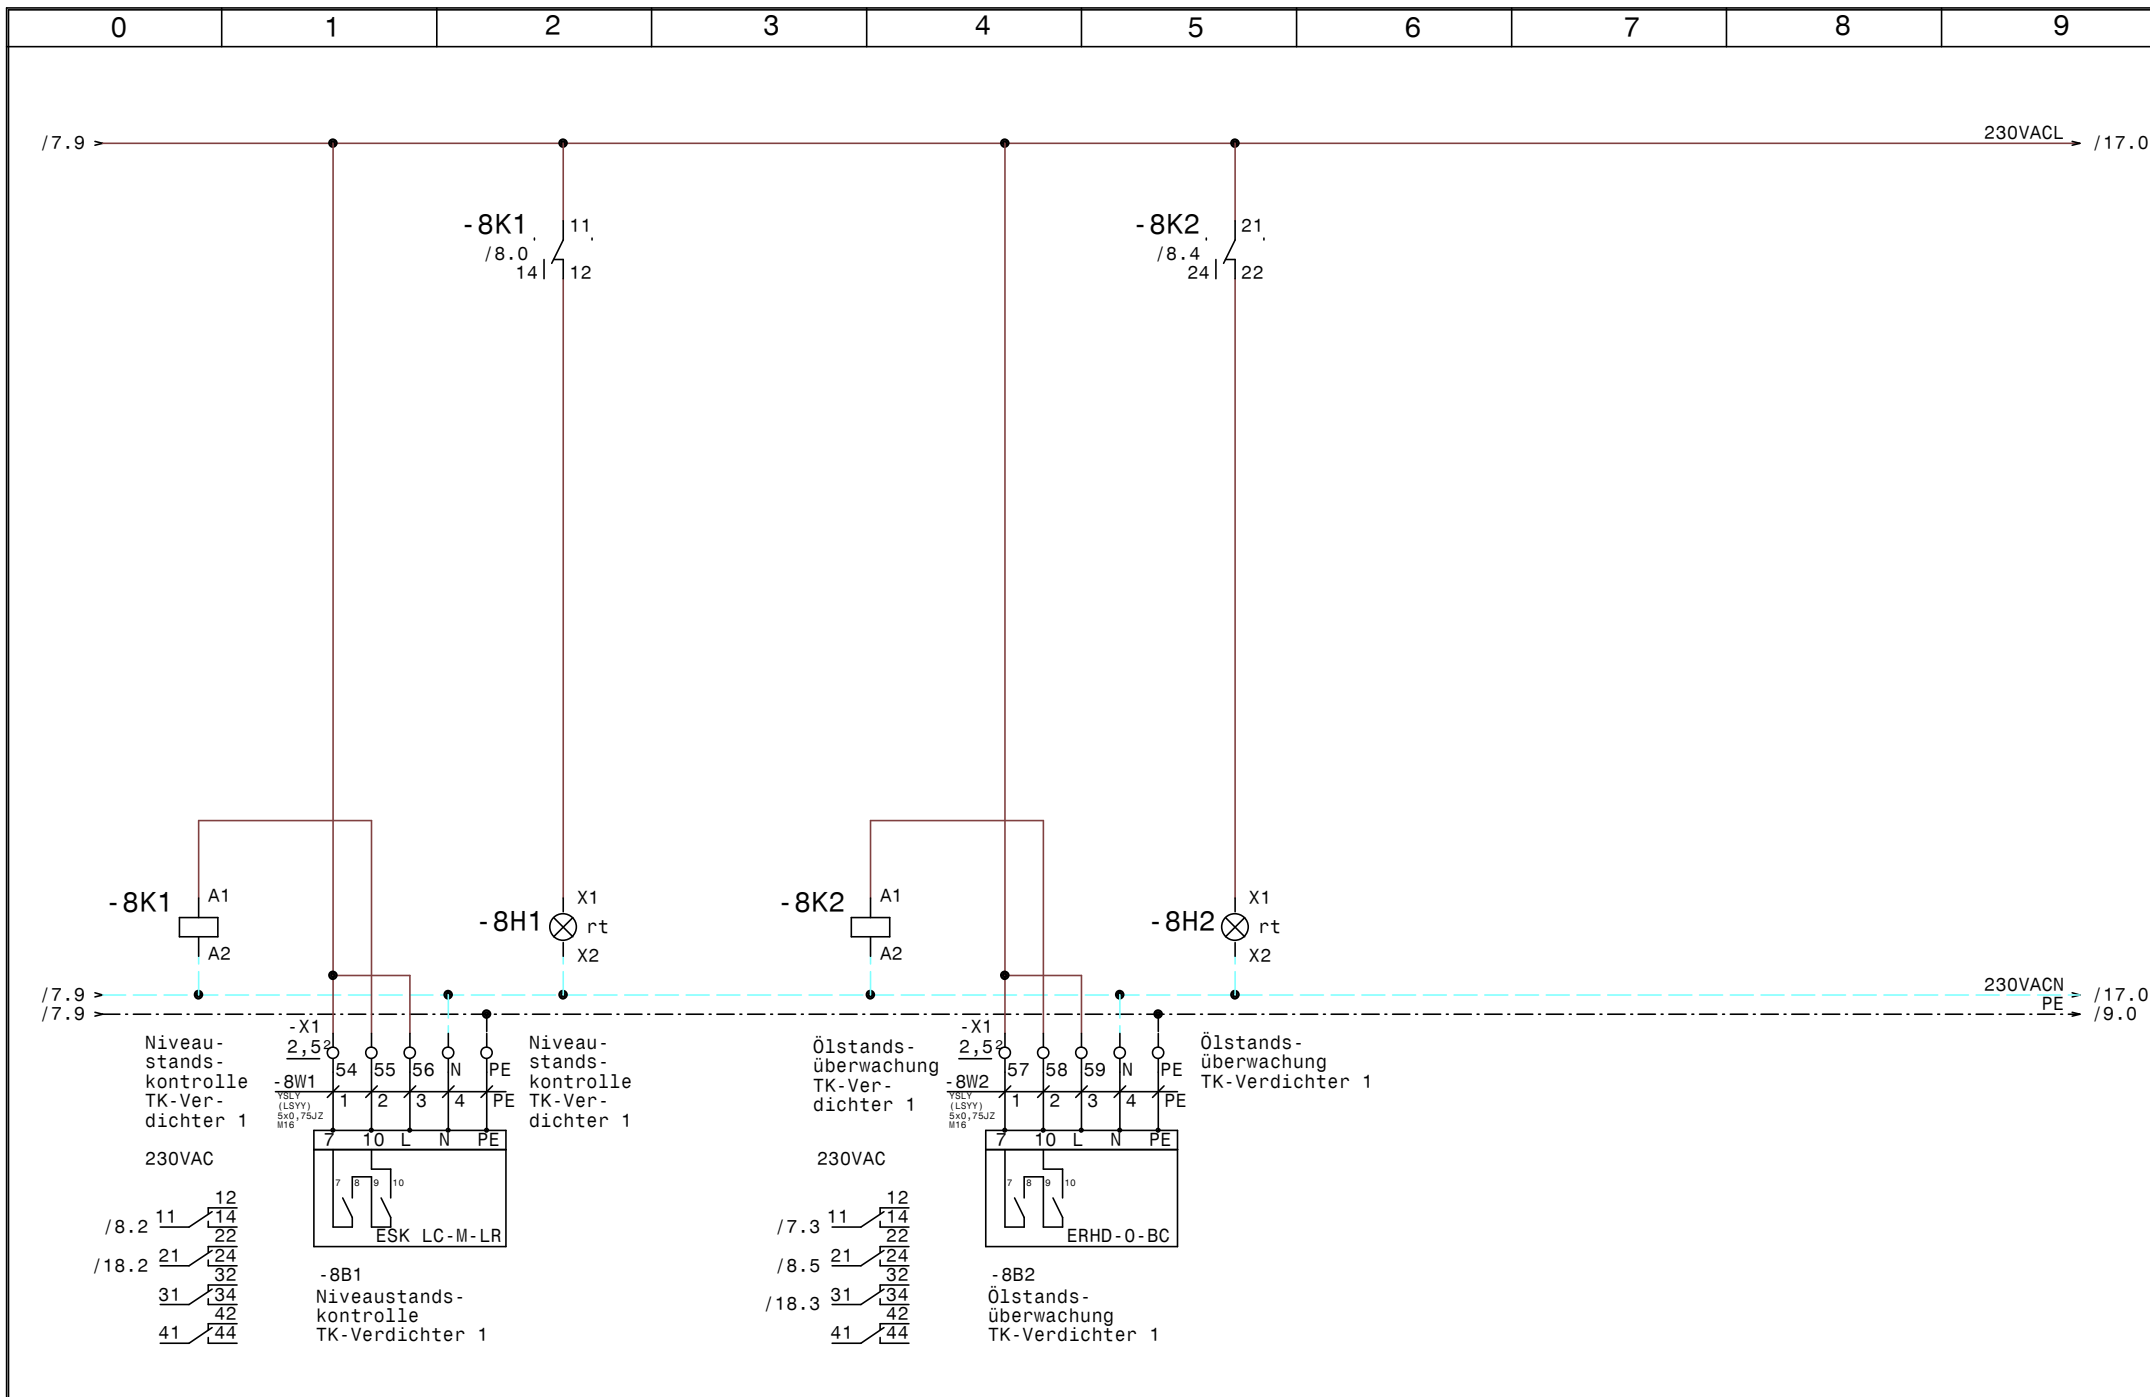 0 1 2 3 4 5 6 7 8 9
/7.9 230VACL /17.0
-8K1 11
/8.0
14 12
-8K2 21
/8.4
24 22
-8K1 A1
A2
-8H1 X1
rt
X2
-8K2 A1
A2
-8H2 X1
rt
X2
/7.9 230VACN /17.0
/7.9 PE /9.0
Niveau-
stands-
kontrolle
TK-Ver-
dichter 1
230VAC
-X1
2,5²
54 55 56 N PE
-8W1
YSLY
(LSYY)
5x0,75JZ
M16
1 2 3 4 PE
7 10 L N PE
7 8 9 10
ESK LC-M-LR
-8B1
Niveaustands-
kontrolle
TK-Verdichter 1
Niveau-
stands-
kontrolle
TK-Ver-
dichter 1
12
/8.2 11 14
22
/18.2 21 24
32
31 34
42
41 44
Ölstands-
überwachung
TK-Ver-
dichter 1
230VAC
-X1
2,5²
57 58 59 N PE
-8W2
YSLY
(LSYY)
5x0,75JZ
M16
1 2 3 4 PE
7 10 L N PE
7 8 9 10
ERHD-O-BC
-8B2
Ölstands-
überwachung
TK-Verdichter 1
Ölstands-
überwachung
TK-Verdichter 1
12
/7.3 11 14
22
/8.5 21 24
32
/18.3 31 34
42
41 44